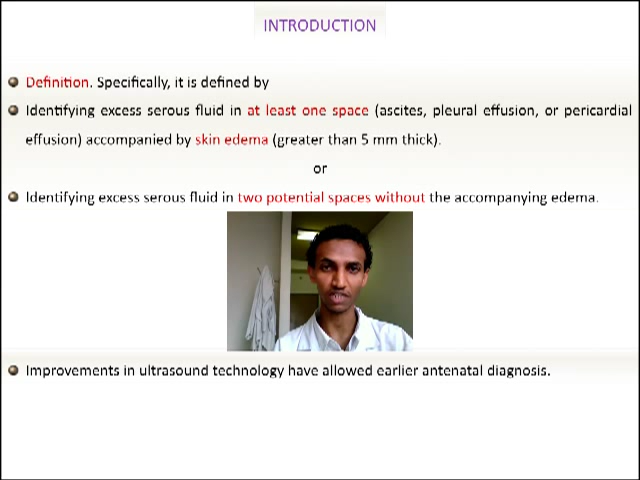 INTRODUCTION
Definition. Specifically, it is defined by
Identifying excess serous fluid in at least one space (ascites, pleural effusion, or pericardial
effusion) accompanied by skin edema (greater than 5 mm thick).
or
Identifying excess serous fluid in two potential spaces without the accompanying edema.
Improvements in ultrasound technology have allowed earlier antenatal diagnosis.